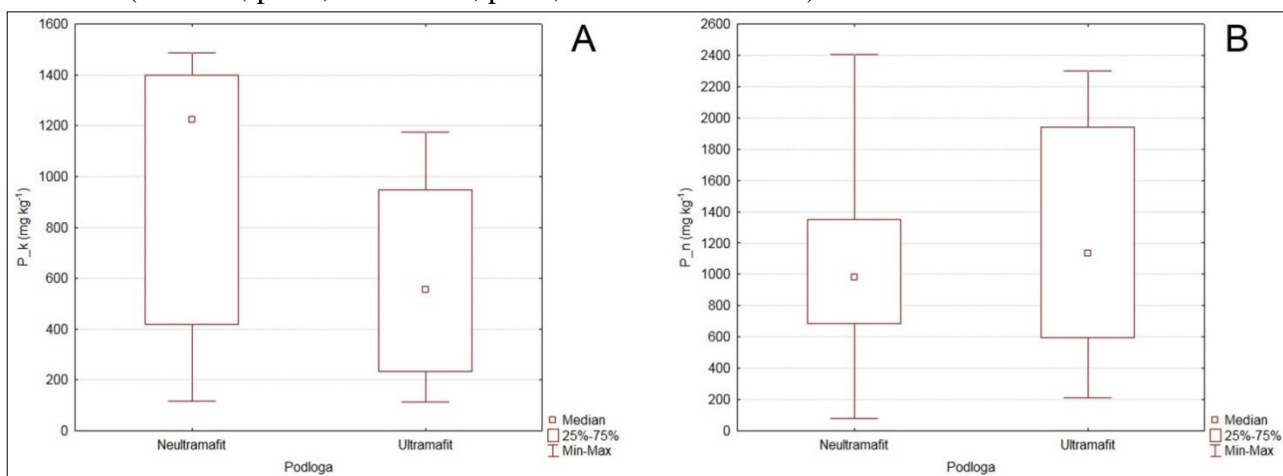 A
P_k (mg kg⁻¹)
1600
1400
1200
1000
800
600
400
200
0
Neultramafit
Ultramafit
Podloga
Median
25%-75%
Min-Max
B
P_n (mg kg⁻¹)
2600
2400
2200
2000
1800
1600
1400
1200
1000
800
600
400
200
0
Neultramafit
Ultramafit
Podloga
Median
25%-75%
Min-Max